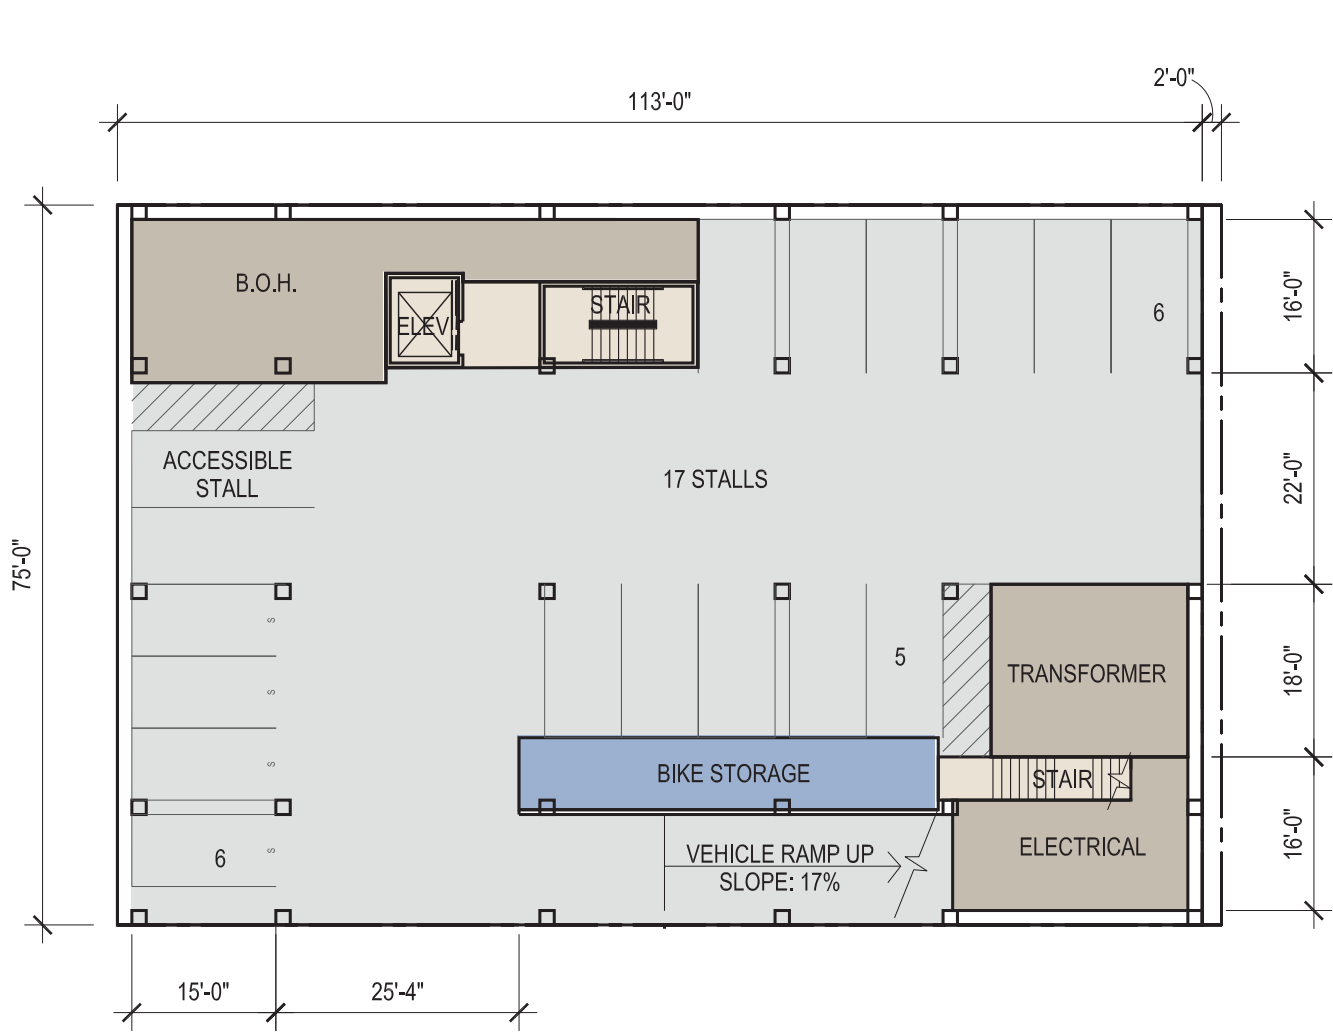 2'-0"
113'-0"
B.O.H.
ELEV
STAIR
6
16'-0"
ACCESSIBLE
STALL
17 STALLS
22'-0"
75'-0"
S
5
TRANSFORMER
18'-0"
S
S
BIKE STORAGE
STAIR
6
S
VEHICLE RAMP UP
SLOPE: 17%
ELECTRICAL
16'-0"
15'-0"
25'-4"